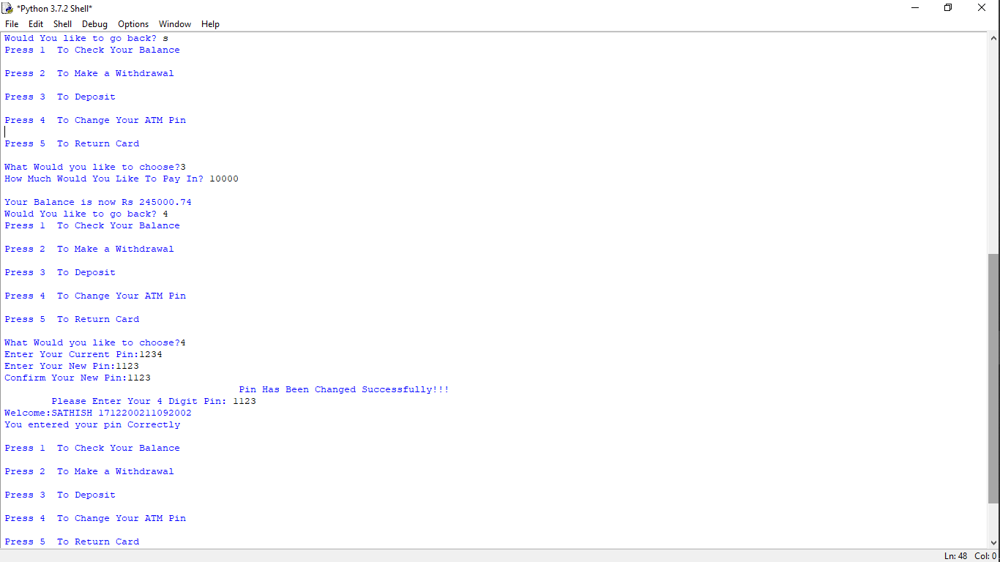 *Python 3.7.2 Shell*
File Edit Shell Debug Options Window Help
Would You like to go back? s
Press 1  To Check Your Balance
Press 2  To Make a Withdrawal
Press 3  To Deposit
Press 4  To Change Your ATM Pin
Press 5  To Return Card
What Would you like to choose?3
How Much Would You Like To Pay In? 10000
Your Balance is now Rs 245000.74
Would You like to go back? 4
Press 1  To Check Your Balance
Press 2  To Make a Withdrawal
Press 3  To Deposit
Press 4  To Change Your ATM Pin
Press 5  To Return Card
What Would you like to choose?4
Enter Your Current Pin:1234
Enter Your New Pin:1123
Confirm Your New Pin:1123
Pin Has Been Changed Successfully!!!
Please Enter Your 4 Digit Pin: 1123
Welcome:SATHISH 1712200211092002
You entered your pin Correctly
Press 1  To Check Your Balance
Press 2  To Make a Withdrawal
Press 3  To Deposit
Press 4  To Change Your ATM Pin
Press 5  To Return Card
Ln: 48 Col: 0